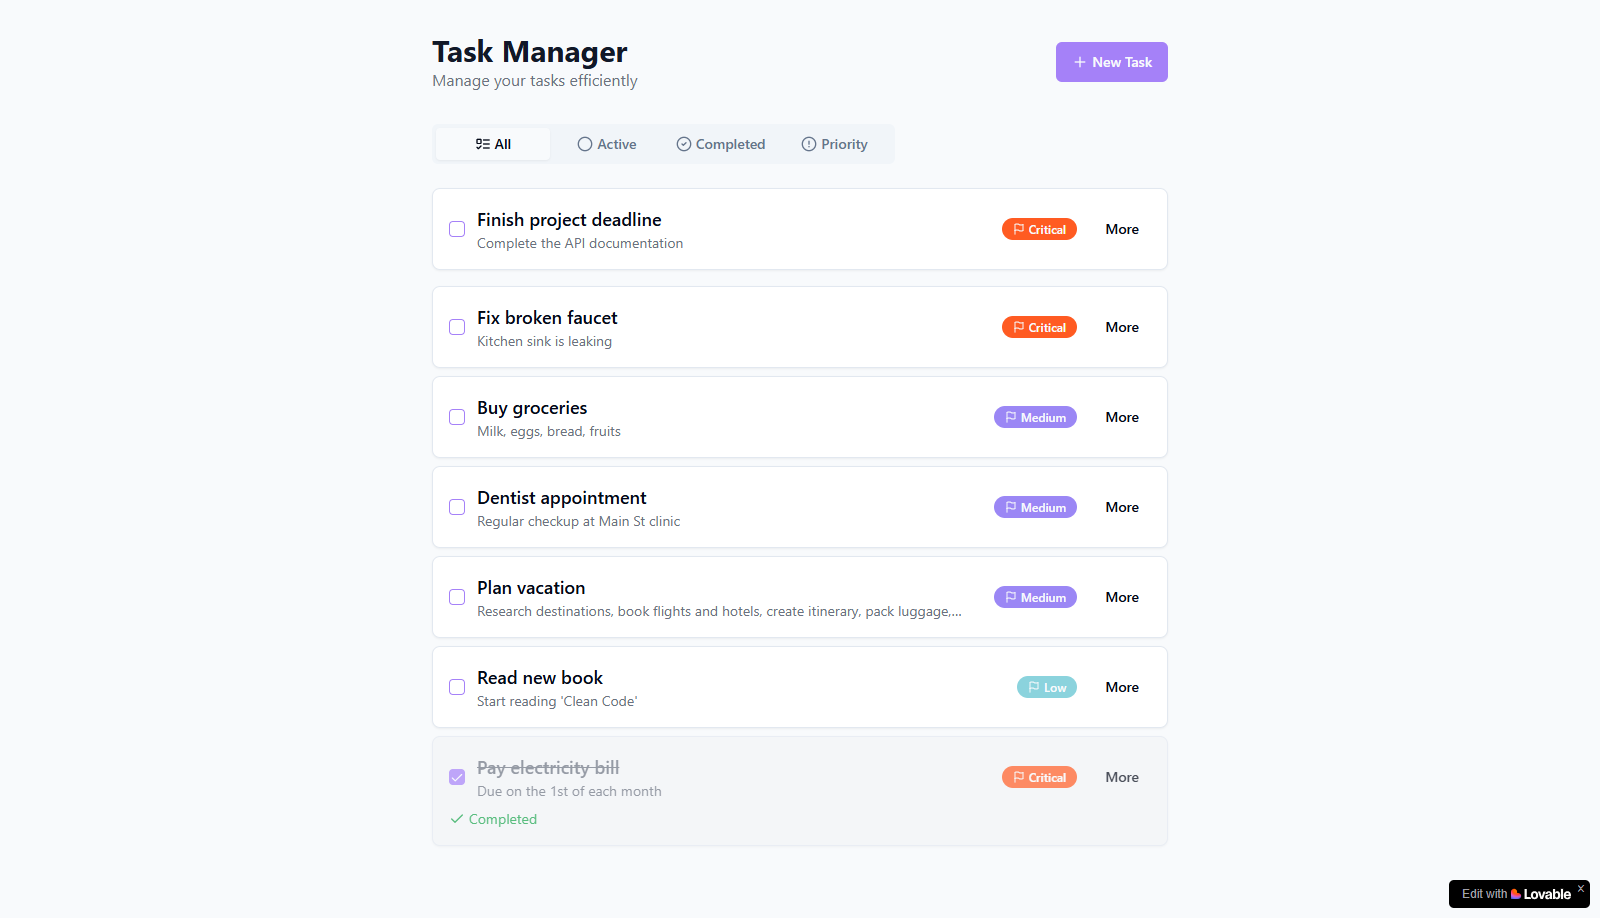 Task Manager
Manage your tasks efficiently
New Task
All
Active
Completed
Priority
Finish project deadline
Complete the API documentation
Critical
More
Fix broken faucet
Kitchen sink is leaking
Critical
More
Buy groceries
Milk, eggs, bread, fruits
Medium
More
Dentist appointment
Regular checkup at Main St clinic
Medium
More
Plan vacation
Research destinations, book flights and hotels, create itinerary, pack luggage,...
Medium
More
Read new book
Start reading 'Clean Code'
Low
More
Pay electricity bill
Due on the 1st of each month
Critical
More
Completed
Edit with Lovable